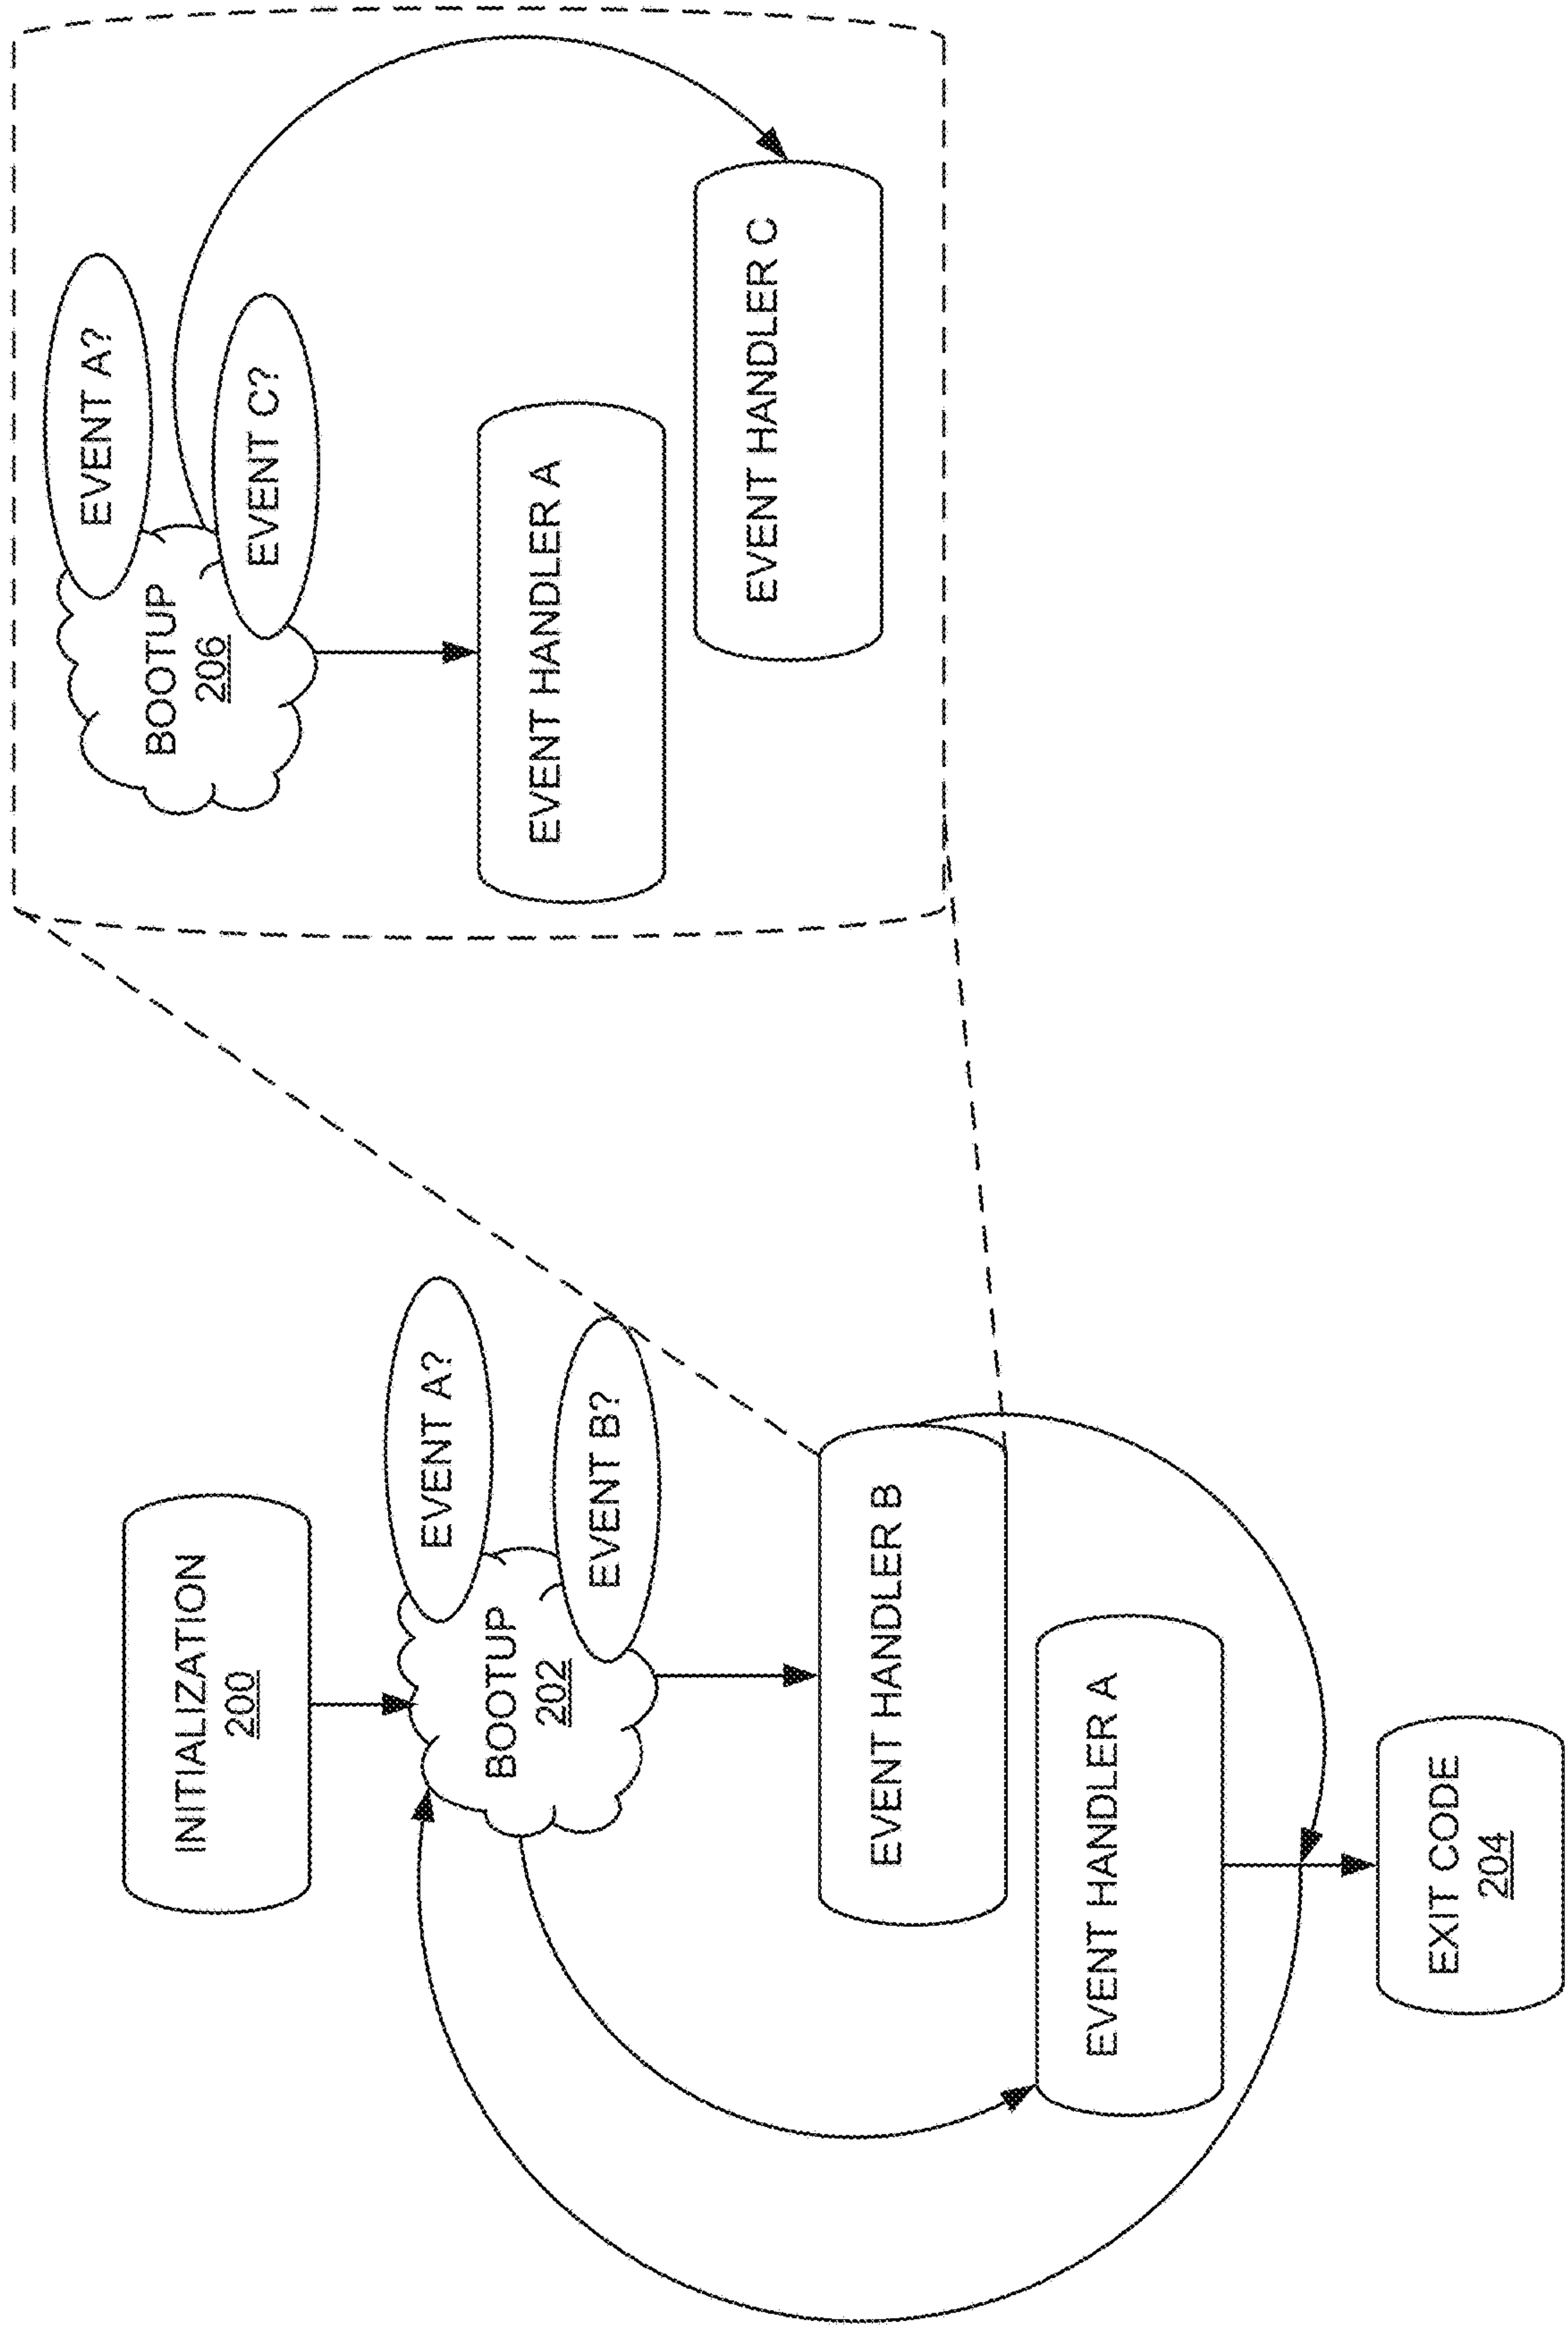 INITIALIZATION
200
EVENT A?
BOOTUP
202
EVENT B?
EVENT HANDLER B
EVENT HANDLER A
EXIT CODE
204
EVENT A?
BOOTUP
206
EVENT C?
EVENT HANDLER A
EVENT HANDLER C